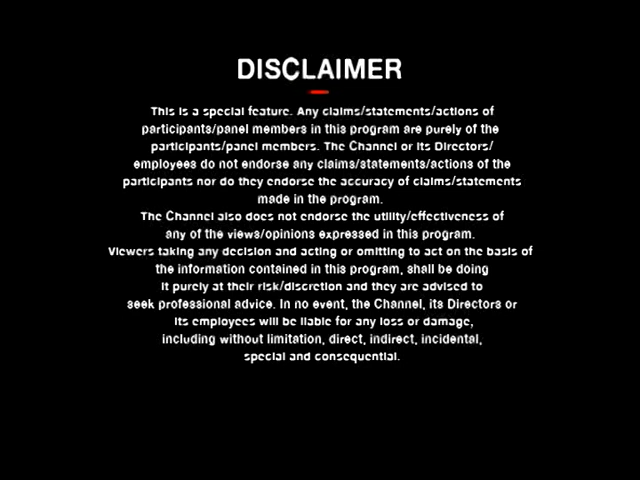 DISCLAIMER
This is a special feature. Any claims/statements/actions of
participants/panel members in this program are purely of the
participants/panel members. The Channel or its Directors/
employees do not endorse any claims/statements/actions of the
participants nor do they endorse the accuracy of claims/statements
made in the program.
The Channel also does not endorse the utility/effectiveness of
any of the views/opinions expressed in this program.
Viewers taking any decision and acting or omitting to act on the basis of
the information contained in this program, shall be doing
it purely at their risk/discretion and they are advised to
seek professional advice. In no event, the Channel, its Directors or
its employees will be liable for any loss or damage,
including without limitation, direct, indirect, incidental,
special and consequential.